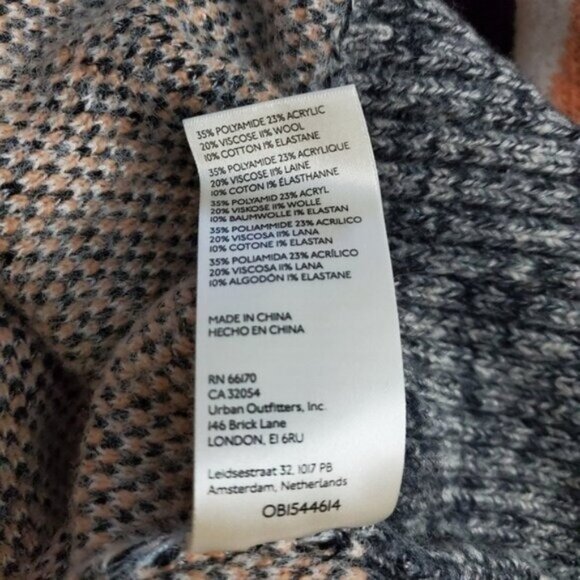 35% POLYAMIDE 23% ACRYLIC
20% VISCOSE 11% WOOL
10% COTTON 1% ELASTANE
35% POLYAMIDE 23% ACRYLIQUE
20% VISCOSE 11% LAINE
10% COTON 1% ÉLASTHANNE
35% POLYAMID 23% ACRYL
20% VISKOSE 11% WOLLE
10% BAUMWOLLE 1% ELASTAN
35% POLIAMMIDE 23% ACRILICO
20% VISCOSA 11% LANA
10% COTONE 1% ELASTAN
35% POLIAMIDA 23% ACRÍLICO
20% VISCOSA 11% LANA
10% ALGODÓN 1% ELASTANE
MADE IN CHINA
HECHO EN CHINA
RN 66170
CA 32054
Urban Outfitters, Inc.
146 Brick Lane
LONDON, E1 6RU
Leidsestraat 32, 1017 PB
Amsterdam, Netherlands
OB1544614